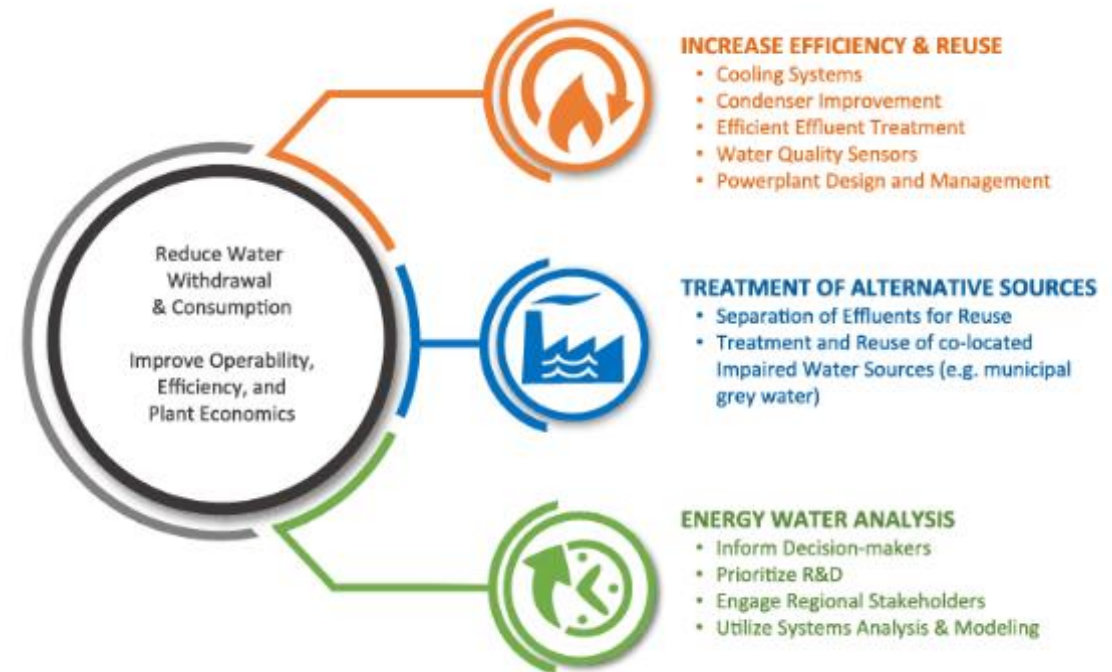 Reduce Water
Withdrawal
& Consumption
Improve Operability,
Efficiency, and
Plant Economics
INCREASE EFFICIENCY & REUSE
• Cooling Systems
• Condenser Improvement
• Efficient Effluent Treatment
• Water Quality Sensors
• Powerplant Design and Management
TREATMENT OF ALTERNATIVE SOURCES
• Separation of Effluents for Reuse
• Treatment and Reuse of co-located
Impaired Water Sources (e.g. municipal
grey water)
ENERGY WATER ANALYSIS
• Inform Decision-makers
• Prioritize R&D
• Engage Regional Stakeholders
• Utilize Systems Analysis & Modeling